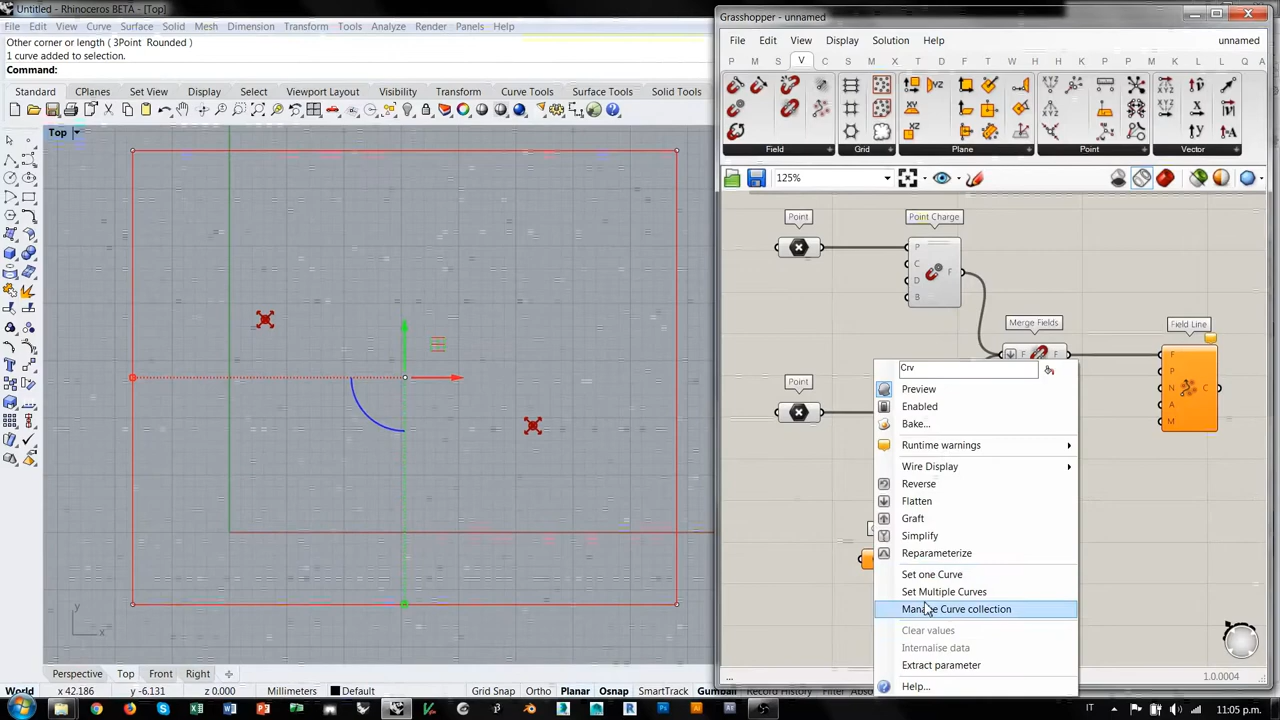 Untitled - Rhinoceros BETA - [Top]
File Edit View Curve Surface Solid Mesh Dimension Transform Tools Analyze Render Panels Help
Other corner or length ( 3Point Rounded )
1 curve added to selection.
Command:
Standard CPlanes Set View Display Select Viewport Layout Visibility Transform Curve Tools Surface Tools Solid Tools
Top
y
x
Perspective Top Front Right
World x 42.186 y -6.131 z 0.000 Millimeters Default Grid Snap Ortho Planar Osnap SmartTrack Gumball Record History Filter
Grasshopper - unnamed
File Edit View Display Solution Help unnamed
P M S V C S M X T D W H H L F K K L S B
Field Grid Plane Point Vector
125%
Point
Point Charge
P
C
D
B
F
Merge Fields
F F
Field Line
F
P
N
A
M
C
Point
Crv
Preview
Enabled
Bake...
Runtime warnings
Wire Display
Reverse
Flatten
Graft
Simplify
Reparameterize
Set one Curve
Set Multiple Curves
Manage Curve collection
Clear values
Internalise data
Extract parameter
Help...
...
1.0.0004
IT
11:05 p.m.